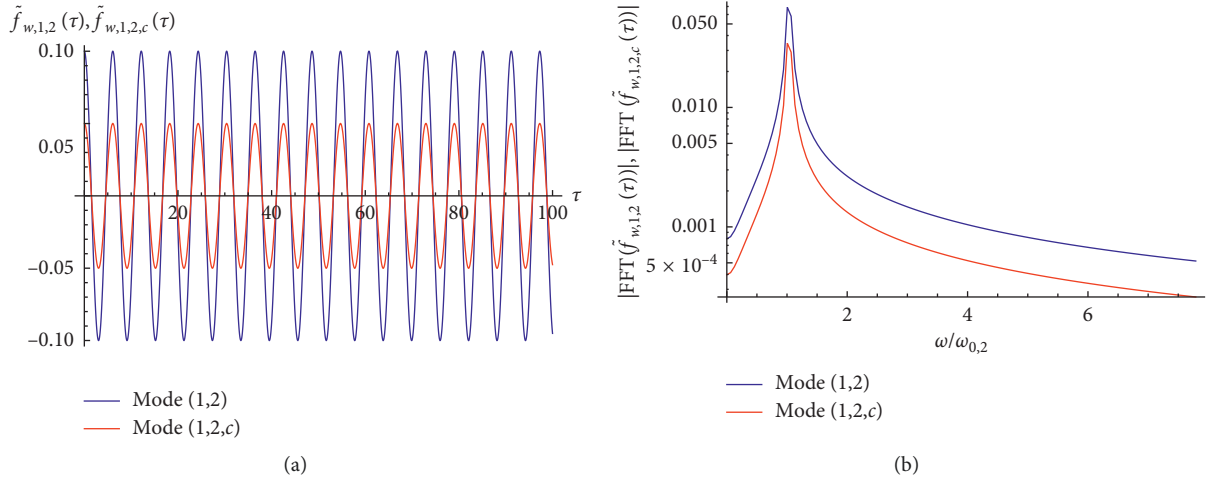 f̃w,1,2 (τ), f̃w,1,2,c (τ)
0.10
0.05
−0.05
−0.10
20
40
60
80
100
τ
Mode (1,2)
Mode (1,2,c)
(a)
|FFT(f̃w,1,2 (τ))|, |FFT (f̃w,1,2,c (τ))|
0.050
0.010
0.005
0.001
5 × 10⁻⁴
2
4
6
ω/ω0,2
Mode (1,2)
Mode (1,2,c)
(b)